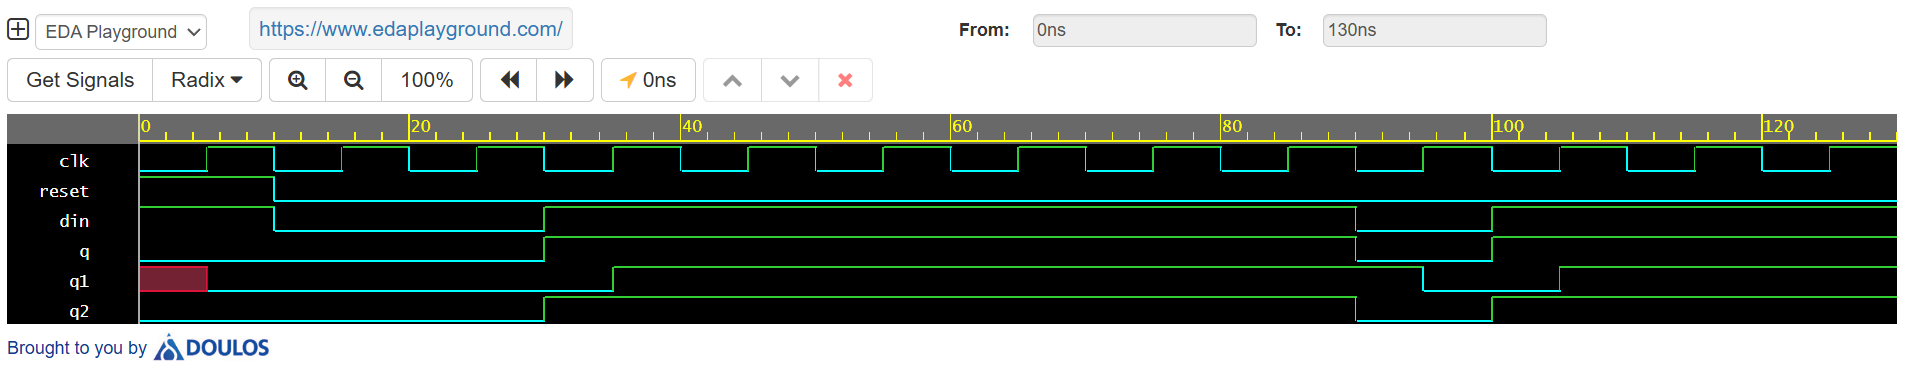 EDA Playground https://www.edaplayground.com/ From: 0ns To: 130ns
Get Signals Radix 100% 0ns
0 20 40 60 80 100 120
clk
reset
din
q
q1
q2
Brought to you by DOULOS